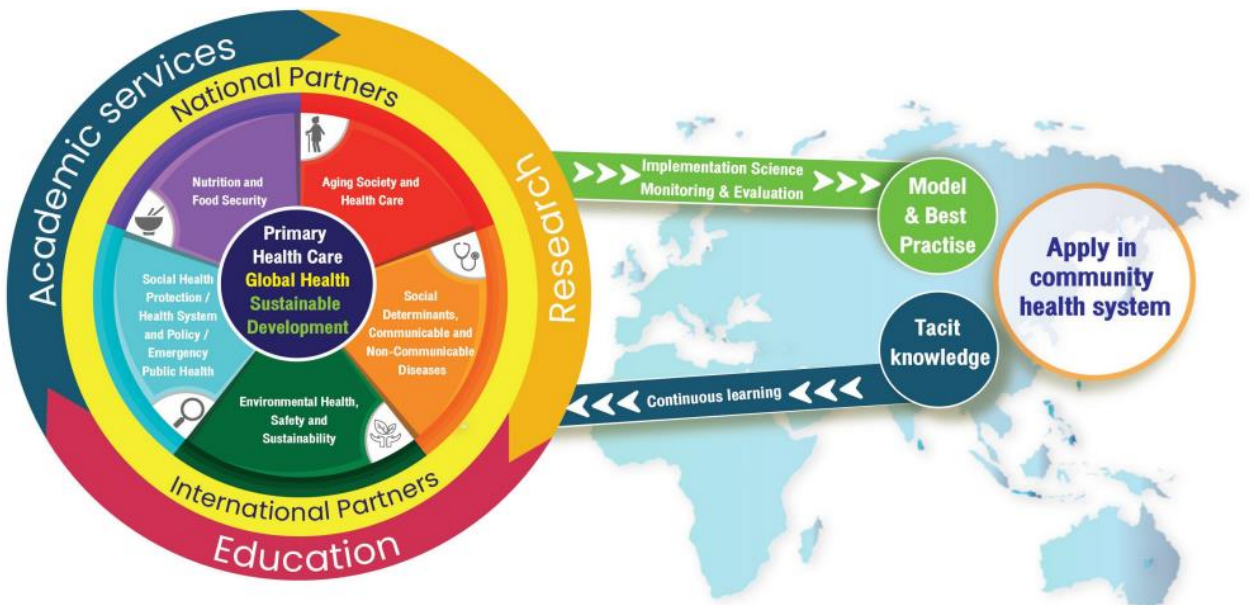 Academic services
National Partners
Research
Nutrition and
Food Security
Aging Society and
Health Care
Primary
Health Care
Global Health
Sustainable
Development
Social Health
Protection /
Health System
and Policy /
Emergency
Public Health
Social
Determinants,
Communicable and
Non-Communicable
Diseases
Environmental Health,
Safety and
Sustainability
International Partners
Education
Implementation Science
Monitoring & Evaluation
Model
& Best
Practise
Apply in
community
health system
Tacit
knowledge
Continuous learning